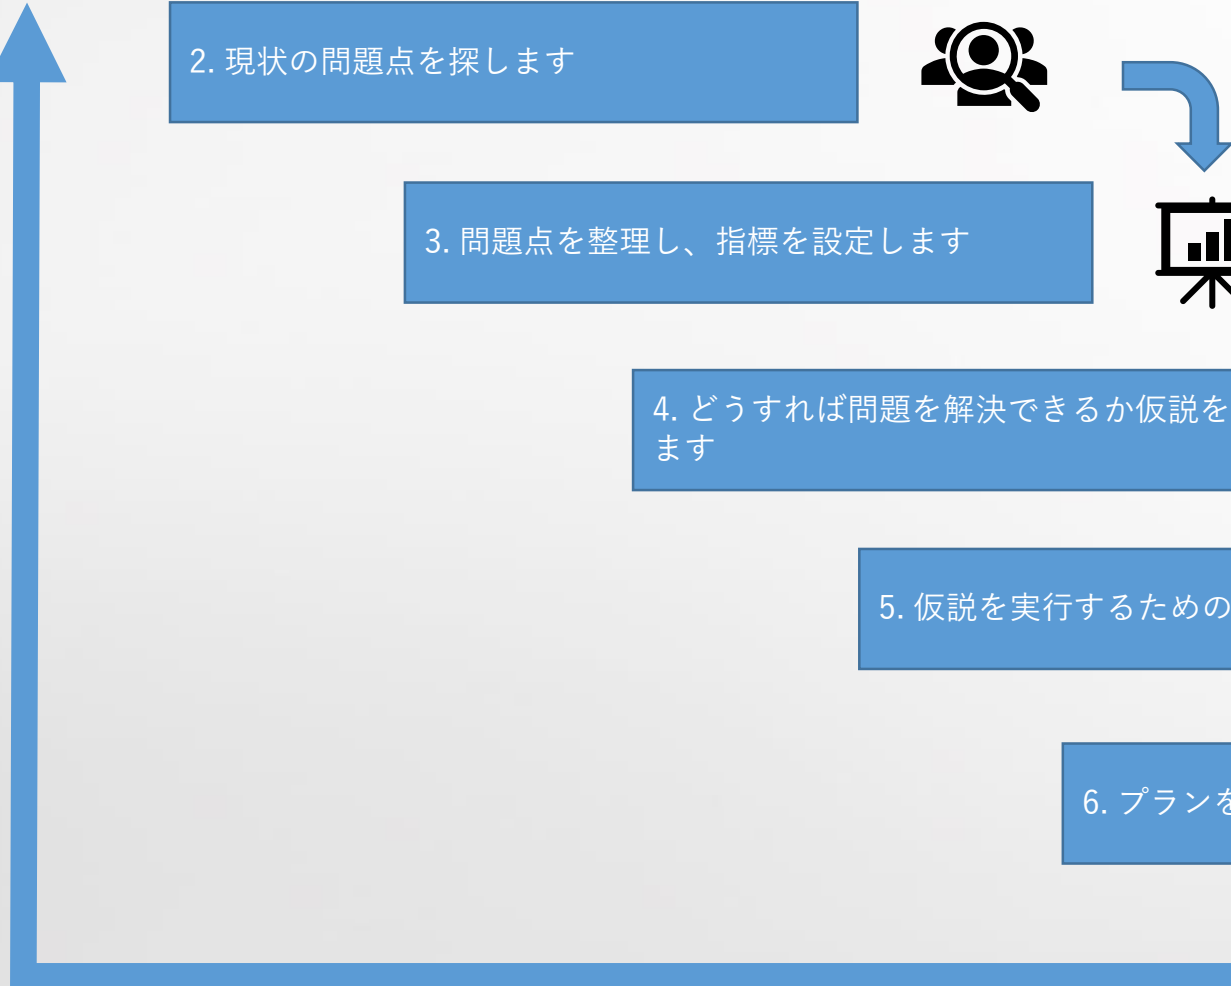 2. 現状の問題点を探します
3. 問題点を整理し、指標を設定します
4. どうすれば問題を解決できるか仮説を
ます
5. 仮説を実行するための
6. プランを